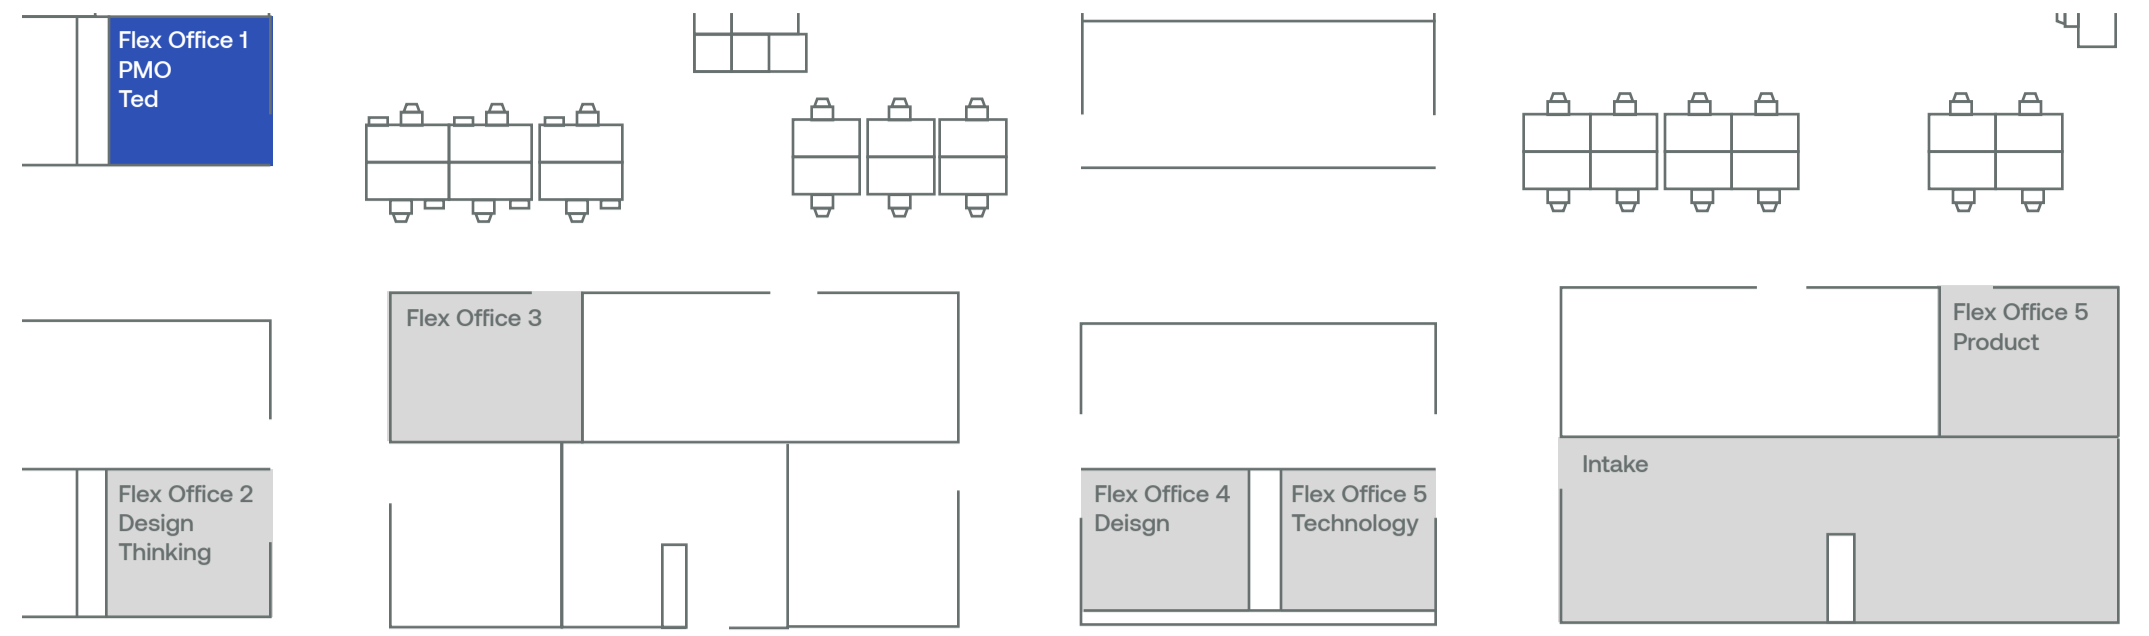 Flex Office 1
PMO
Ted
Flex Office 3
Flex Office 5
Product
Intake
Flex Office 2
Design
Thinking
Flex Office 4
Deisgn
Flex Office 5
Technology